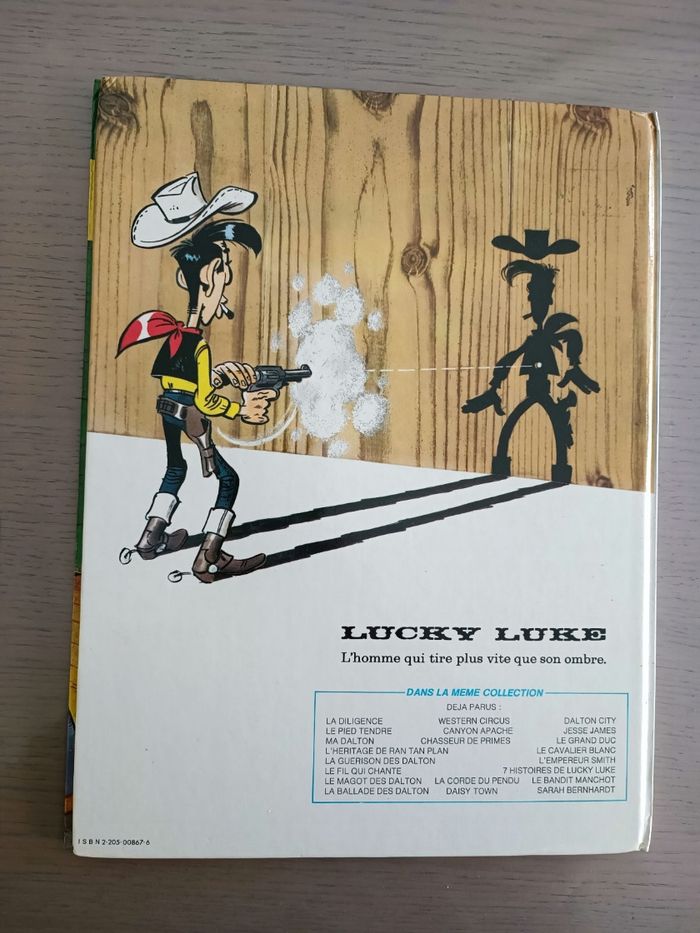 LUCKY LUKE
L'homme qui tire plus vite que son ombre.
DANS LA MEME COLLECTION
DEJA PARUS :
LA DILIGENCE WESTERN CIRCUS DALTON CITY
LE PIED TENDRE CANYON APACHE JESSE JAMES
MA DALTON CHASSEUR DE PRIMES LE GRAND DUC
L'HERITAGE DE RAN TAN PLAN LE CAVALIER BLANC
LA GUERISON DES DALTON L'EMPEREUR SMITH
LE FIL QUI CHANTE 7 HISTOIRES DE LUCKY LUKE
LE MAGOT DES DALTON LA CORDE DU PENDU LE BANDIT MANCHOT
LA BALLADE DES DALTON DAISY TOWN SARAH BERNHARDT
ISBN 2-205-00867-6